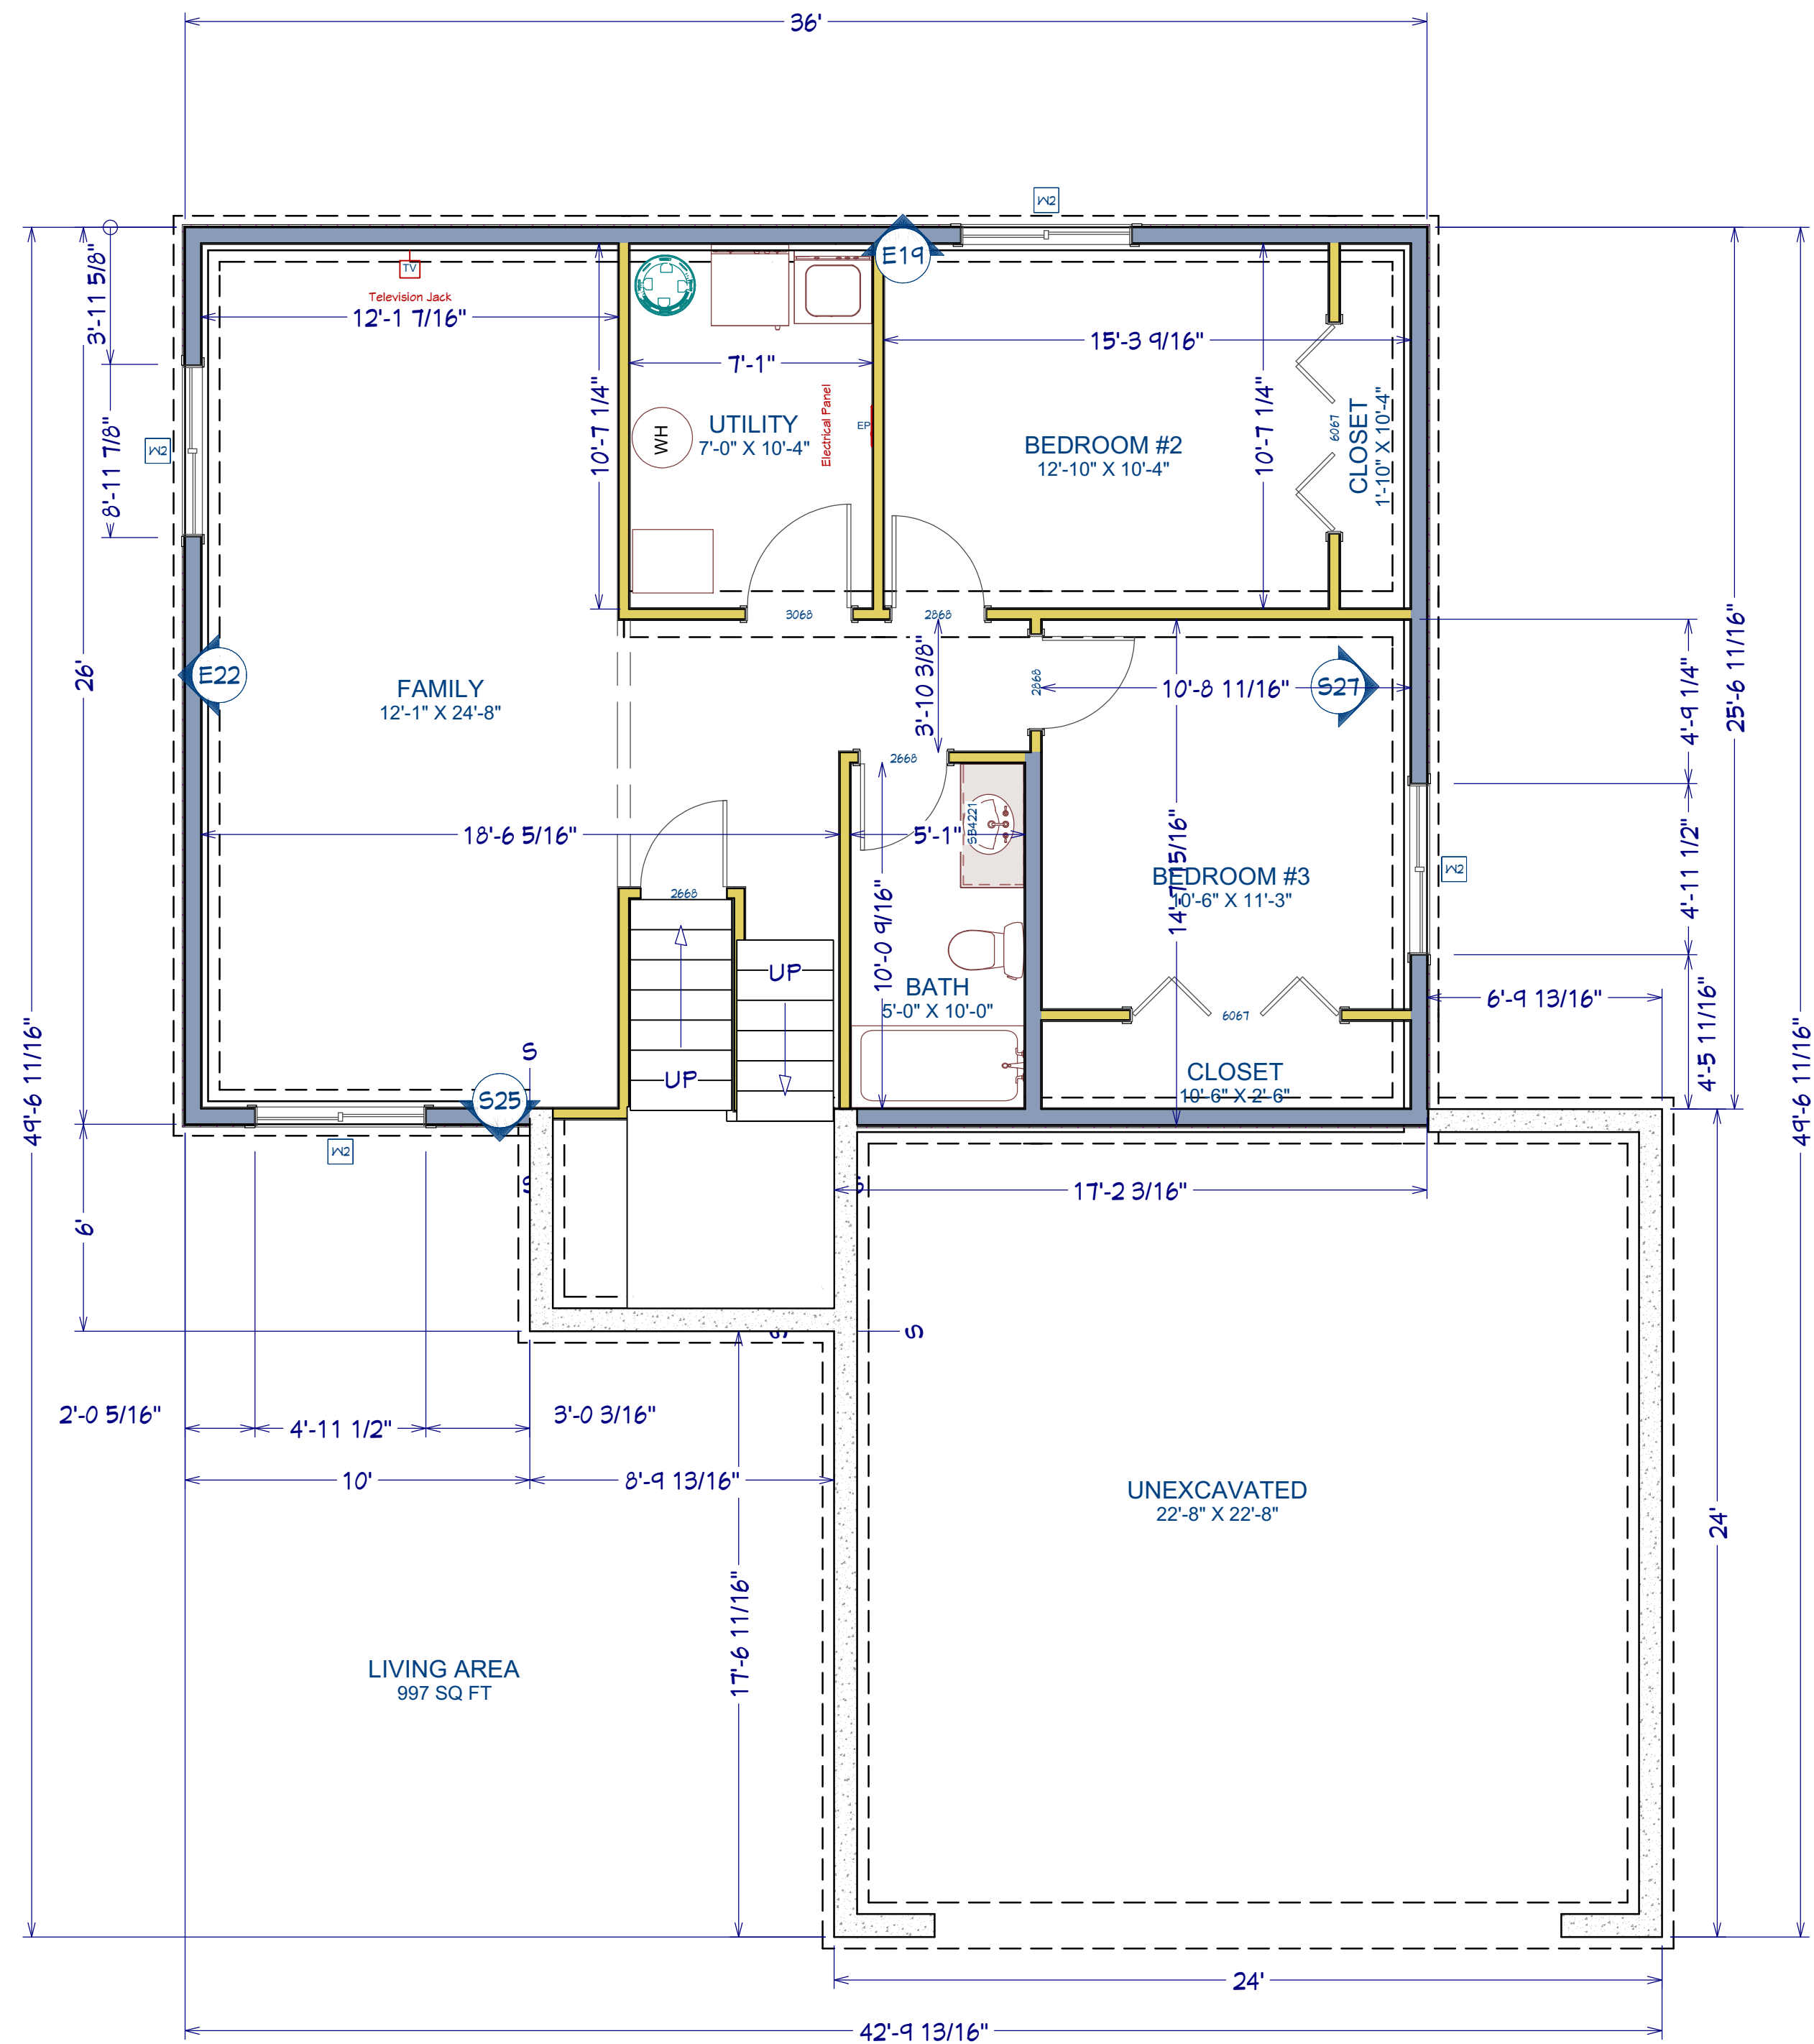 36'
W2
E19
3'-11 5/8"
TV
Television Jack
12'-1 7/16"
15'-3 9/16"
7'-1"
10'-7 1/4"
Electrical Panel
EP
UTILITY
7'-0" X 10'-4"
WH
BEDROOM #2
12'-10" X 10'-4"
10'-7 1/4"
6067
CLOSET
1'-10" X 10'-4"
W2
8'-11 7/8"
3068
2868
26'
E22
FAMILY
12'-1" X 24'-8"
3'-10 3/8"
2868
10'-8 11/16"
S27
4'-9 1/4"
25'-6 11/16"
2668
18'-6 5/16"
5'-1"
SB4221
14'-7 15/16"
BEDROOM #3
10'-6" X 11'-3"
W2
4'-11 1/2"
2668
10'-0 9/16"
UP
BATH
5'-0" X 10'-0"
6067
6'-9 13/16"
4'-5 11/16"
49'-6 11/16"
49'-6 11/16"
S
UP
CLOSET
10'-6" X 2'-6"
S25
W2
S
S
17'-2 3/16"
6'
S
S
2'-0 5/16"
4'-11 1/2"
3'-0 3/16"
10'
8'-9 13/16"
UNEXCAVATED
22'-8" X 22'-8"
24'
17'-6 11/16"
LIVING AREA
997 SQ FT
24'
42'-9 13/16"